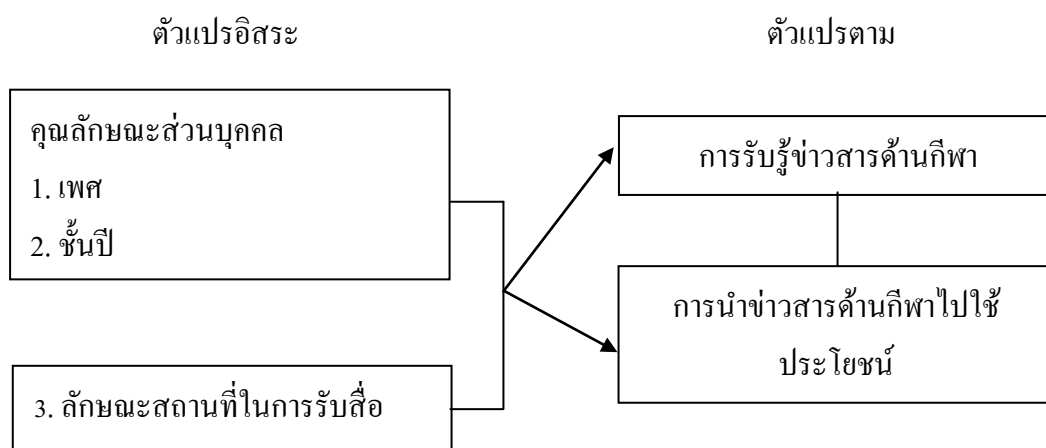 ตัวแปรอิสระ
ตัวแปรตาม
คุณลักษณะส่วนบุคคล
1. เพศ
2. ชั้นปี
3. ลักษณะสถานที่ในการรับสื่อ
การรับรู้ข่าวสารด้านกีฬา
การนำข่าวสารด้านกีฬาไปใช้
ประโยชน์